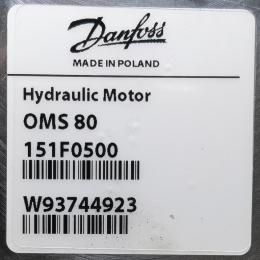 Danfoss
MADE IN POLAND
Hydraulic Motor
OMS 80
151F0500
W93744923